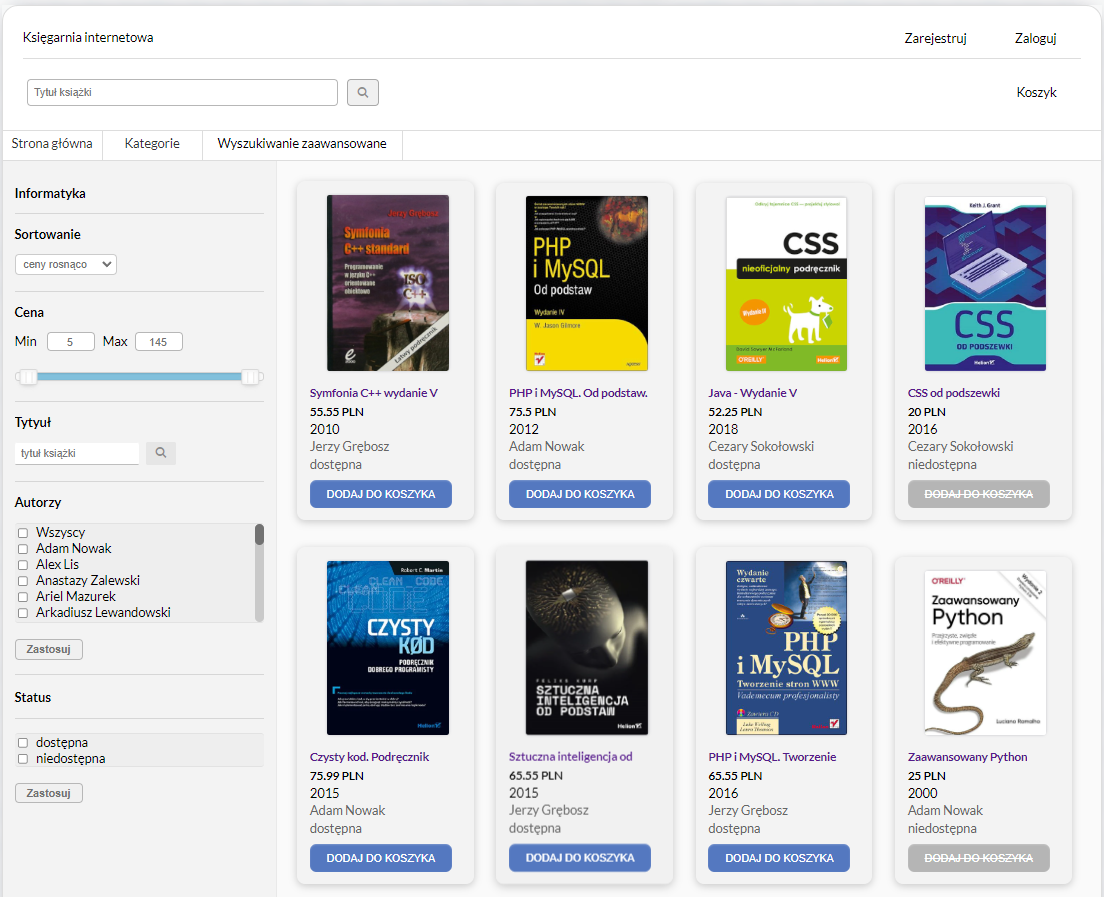 Księgarnia internetowa
Zarejestruj
Zaloguj
Tytuł książki
Koszyk
Strona główna
Kategorie
Wyszukiwanie zaawansowane
Informatyka
Sortowanie
ceny rosnąco
Cena
Min 5 Max 145
Tytyuł
tytuł książki
Autorzy
Wszyscy
Adam Nowak
Alex Lis
Anastazy Zalewski
Ariel Mazurek
Arkadiusz Lewandowski
Zastosuj
Status
dostępna
niedostępna
Zastosuj
Jerzy Grębosz
Symfonia
C++ standard
Programowanie
w języku C++
orientowane
obiektowo
ISO
C++
Łatwy podręcznik
Symfonia C++ wydanie V
55.55 PLN
2010
Jerzy Grębosz
dostępna
DODAJ DO KOSZYKA
PHP
i MySQL
Od podstaw
Wydanie IV
W. Jason Gilmore
Helion
PHP i MySQL. Od podstaw.
75.5 PLN
2012
Adam Nowak
dostępna
DODAJ DO KOSZYKA
CSS
nieoficjalny podręcznik
Wydanie III
David Sawyer McFarland
O'REILLY
Helion
Java - Wydanie V
52.25 PLN
2018
Cezary Sokołowski
dostępna
DODAJ DO KOSZYKA
Keith J. Grant
CSS
OD PODSZEWKI
Helion
CSS od podszewki
20 PLN
2016
Cezary Sokołowski
niedostępna
DODAJ DO KOSZYKA
Robert C. Martin
CLEAN CODE
CLEAN
CODE
CZYSTY
KOD
PODRĘCZNIK
DOBREGO PROGRAMISTY
Helion
Czysty kod. Podręcznik
75.99 PLN
2015
Adam Nowak
dostępna
DODAJ DO KOSZYKA
FELIKS KURP
SZTUCZNA
INTELIGENCJA
OD PODSTAW
Helion
Sztuczna inteligencja od
65.55 PLN
2015
Jerzy Grębosz
dostępna
DODAJ DO KOSZYKA
Wydanie
czwarte
PHP
i MySQL
Tworzenie stron WWW
Vademecum profesjonalisty
Zawiera CD
Luke Welling
Laura Thomson
Helion
PHP i MySQL. Tworzenie
65.55 PLN
2016
Jerzy Grębosz
dostępna
DODAJ DO KOSZYKA
O'REILLY
Wydanie 2
Zaawansowany
Python
Przejrzyste, zwięzłe
i efektywne programowanie
Luciano Ramalho
Zaawansowany Python
25 PLN
2000
Adam Nowak
niedostępna
DODAJ DO KOSZYKA